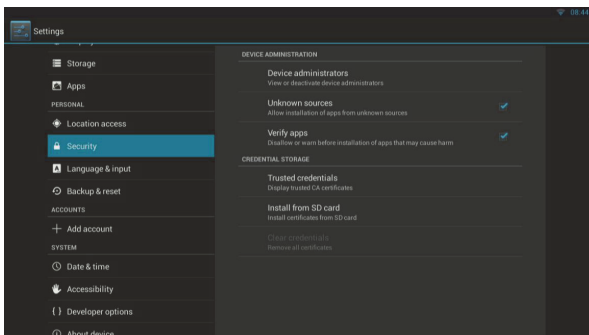 08:44
Settings
Storage
Apps
PERSONAL
Location access
Security
Language & input
Backup & reset
ACCOUNTS
Add account
SYSTEM
Date & time
Accessibility
Developer options
About device
DEVICE ADMINISTRATION
Device administrators
View or deactivate device administrators
Unknown sources
Allow installation of apps from unknown sources
Verify apps
Disallow or warn before installation of apps that may cause harm
CREDENTIAL STORAGE
Trusted credentials
Display trusted CA certificates
Install from SD card
Install certificates from SD card
Clear credentials
Remove all certificates